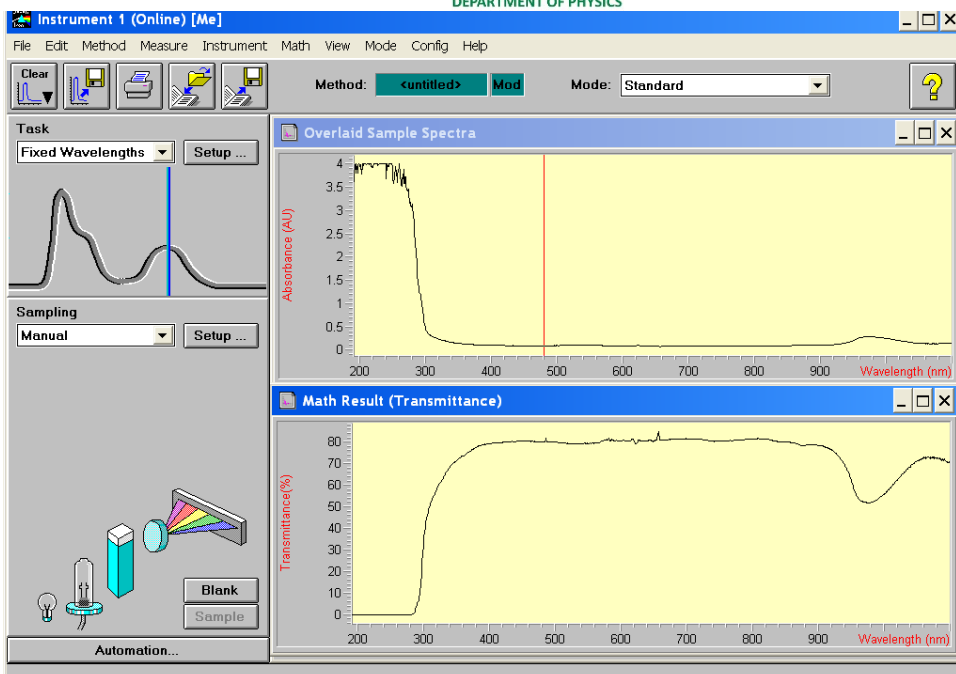 DEPARTMENT OF PHYSICS
Instrument 1 (Online) [Me]
File Edit Method Measure Instrument Math View Mode Config Help
Clear
Method: <untitled> Mod Mode: Standard
Task
Fixed Wavelengths Setup ...
Sampling
Manual Setup ...
Blank
Sample
Automation...
Overlaid Sample Spectra
Absorbance (AU)
4
3.5
3
2.5
2
1.5
1
0.5
0
200 300 400 500 600 700 800 900 Wavelength (nm)
Math Result (Transmittance)
Transmittance(%)
80
70
60
50
40
30
20
10
0
200 300 400 500 600 700 800 900 Wavelength (nm)